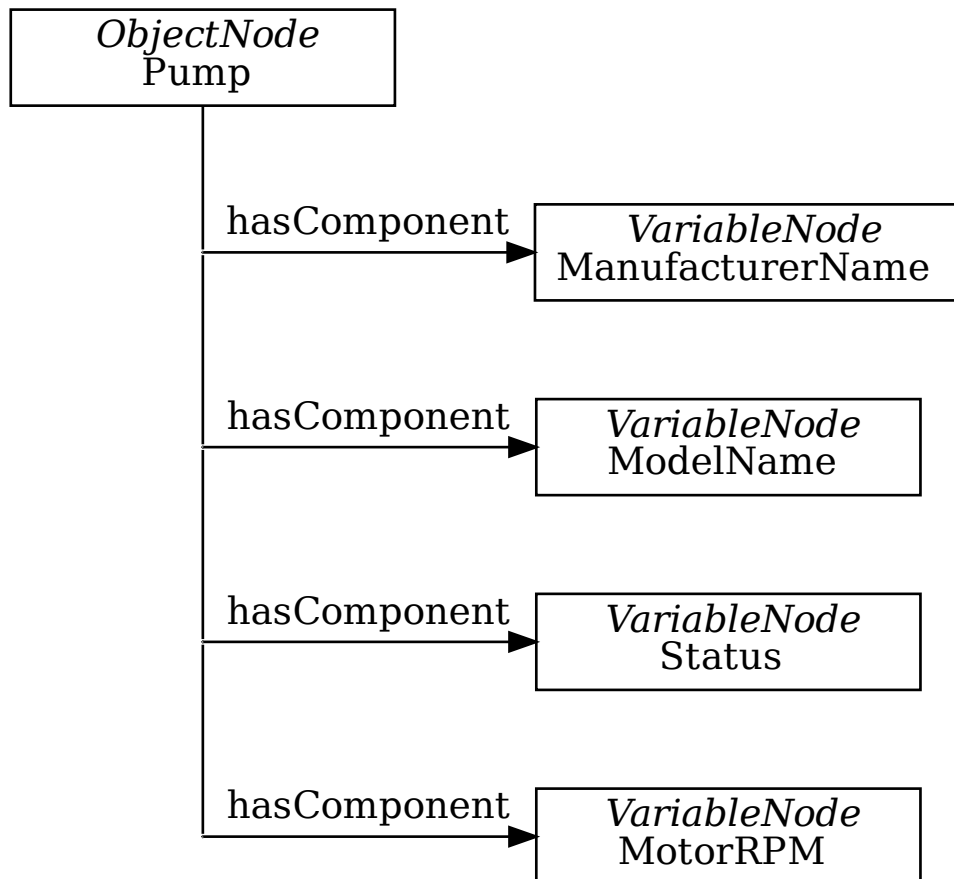 ObjectNode
Pump
hasComponent
VariableNode
ManufacturerName
hasComponent
VariableNode
ModelName
hasComponent
VariableNode
Status
hasComponent
VariableNode
MotorRPM